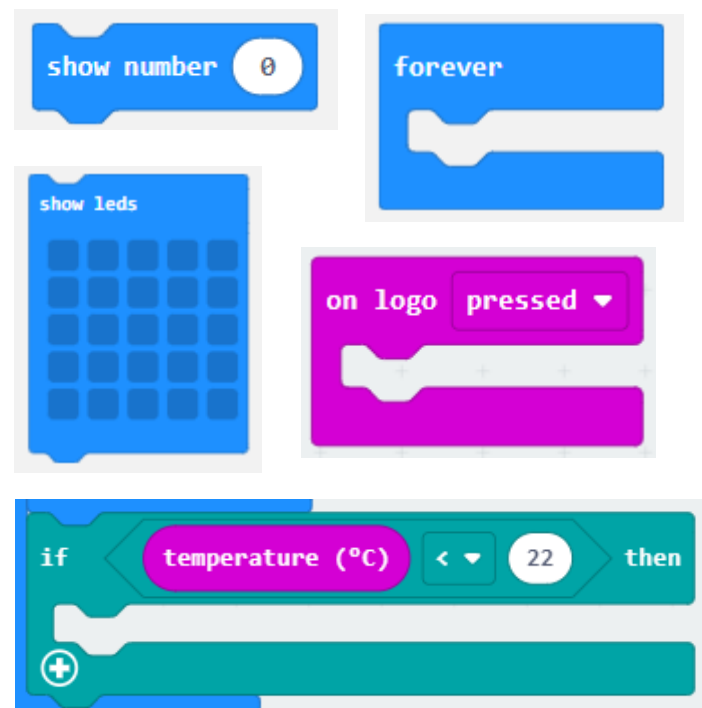 show number 0
forever
show leds
on logo pressed
if temperature (°C) < 22 then